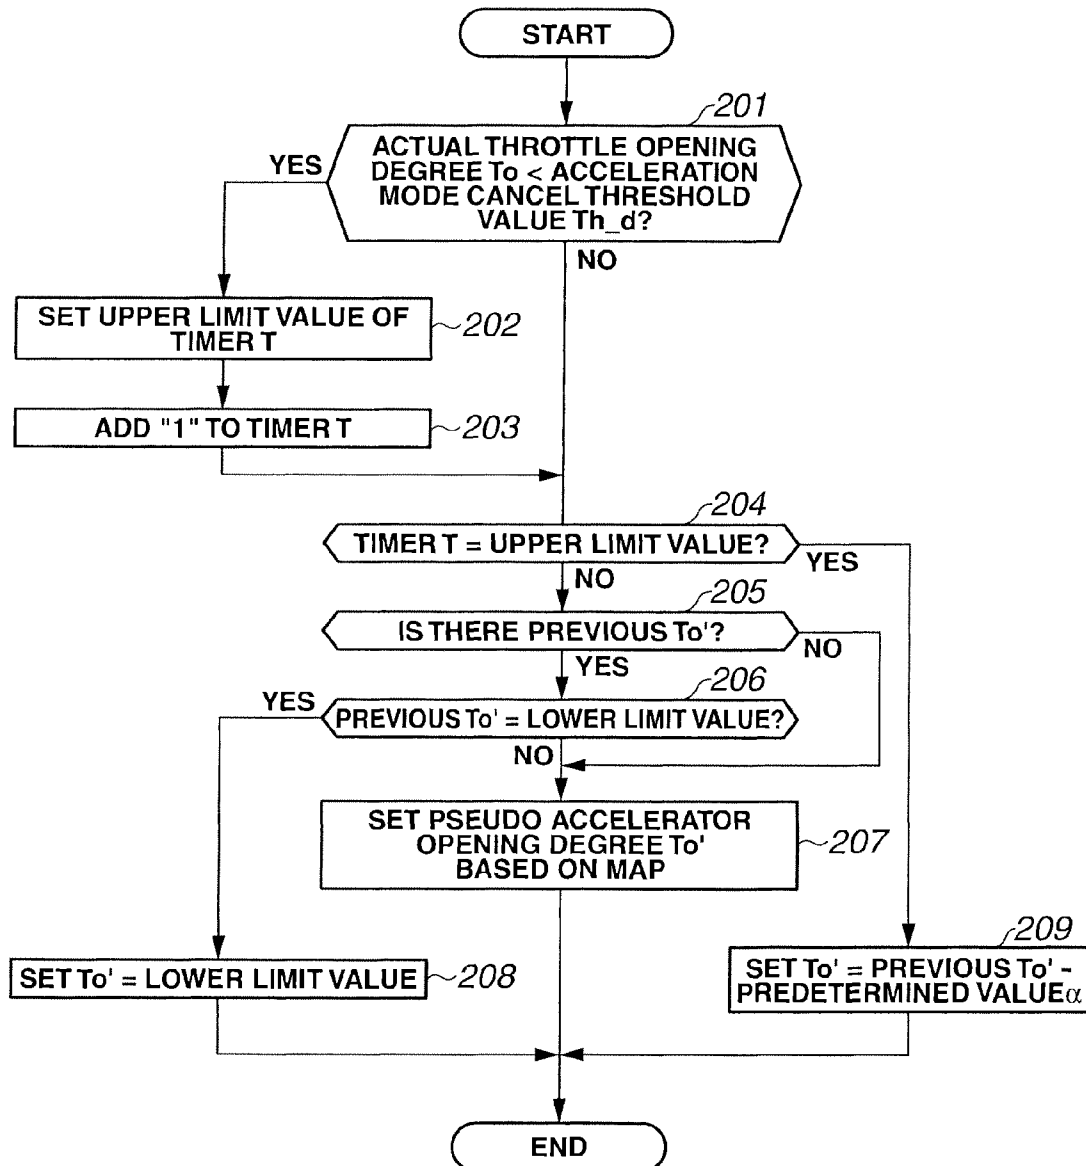 START
201
ACTUAL THROTTLE OPENING
DEGREE To < ACCELERATION
MODE CANCEL THRESHOLD
VALUE Th_d?
YES
NO
SET UPPER LIMIT VALUE OF
TIMER T
202
ADD "1" TO TIMER T
203
204
TIMER T = UPPER LIMIT VALUE?
YES
NO
205
IS THERE PREVIOUS To'?
NO
YES
206
YES
PREVIOUS To' = LOWER LIMIT VALUE?
NO
SET PSEUDO ACCELERATOR
OPENING DEGREE To'
BASED ON MAP
207
209
SET To' = LOWER LIMIT VALUE
208
SET To' = PREVIOUS To' -
PREDETERMINED VALUEα
END